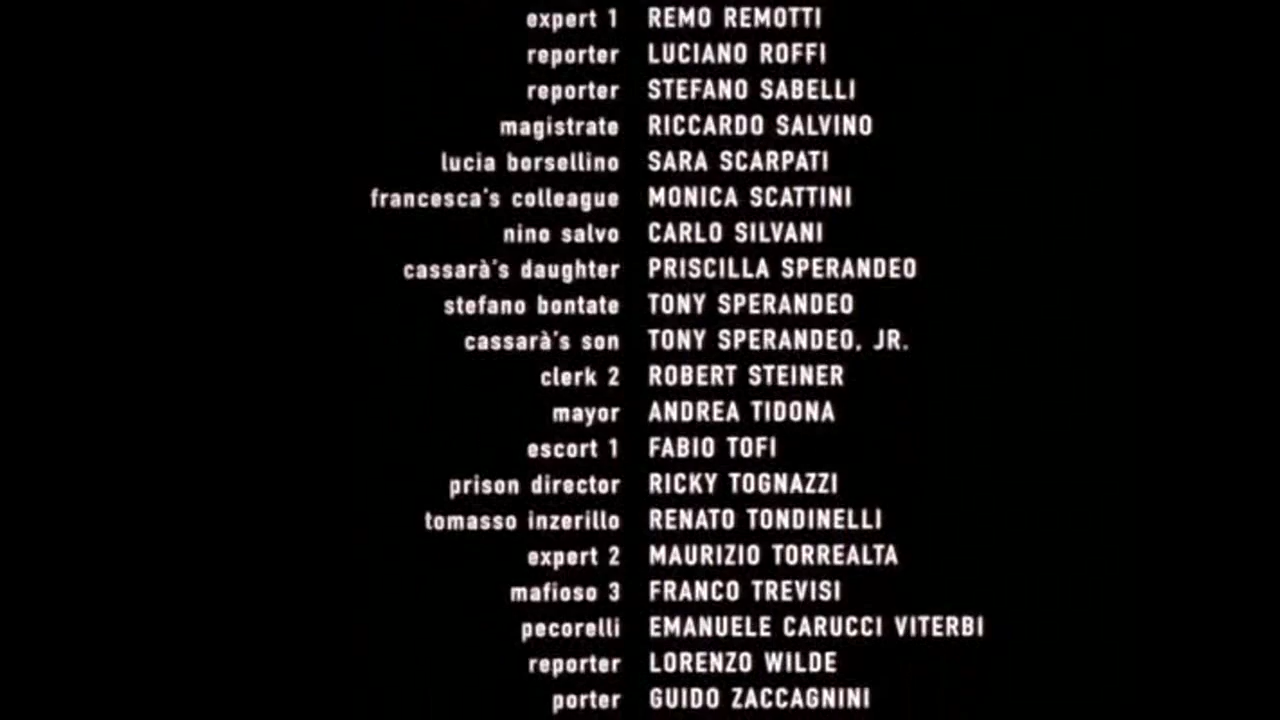 expert 1 REMO REMOTTI
reporter LUCIANO ROFFI
reporter STEFANO SABELLI
magistrate RICCARDO SALVINO
lucia borsellino SARA SCARPATI
francesca's colleague MONICA SCATTINI
nino salvo CARLO SILVANI
cassarà's daughter PRISCILLA SPERANDEO
stefano bontate TONY SPERANDEO
cassarà's son TONY SPERANDEO, JR.
clerk 2 ROBERT STEINER
mayor ANDREA TIDONA
escort 1 FABIO TOFI
prison director RICKY TOGNAZZI
tomasso inzerillo RENATO TONDINELLI
expert 2 MAURIZIO TORREALTA
mafioso 3 FRANCO TREVISI
pecorelli EMANUELE CARUCCI VITERBI
reporter LORENZO WILDE
porter GUIDO ZACCAGNINI